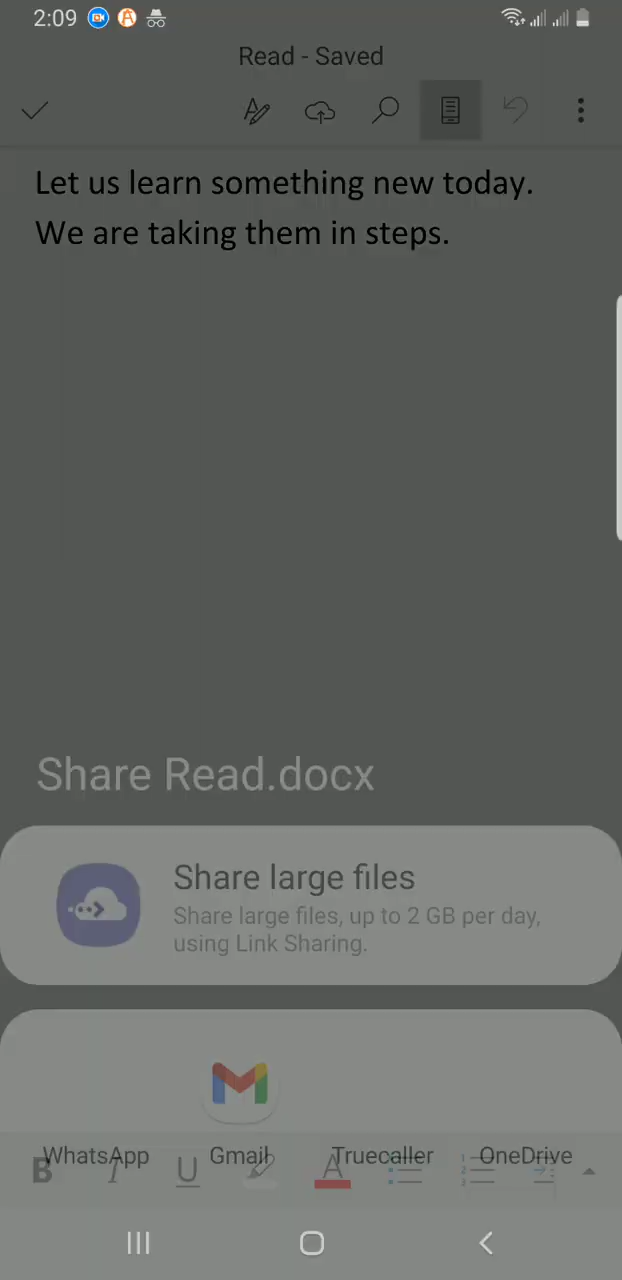 2:09
Read - Saved
Let us learn something new today.
We are taking them in steps.
Share Read.docx
Share large files
Share large files, up to 2 GB per day,
using Link Sharing.
WhatsApp Gmail Truecaller OneDrive
B I U A